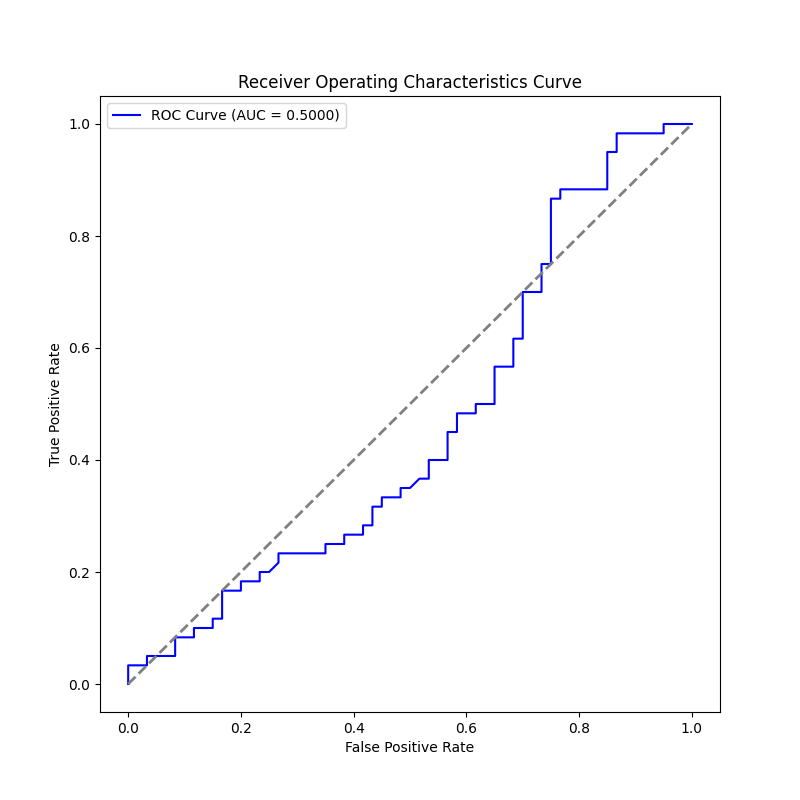 Receiver Operating Characteristics Curve
ROC Curve (AUC = 0.5000)
1.0
0.8
0.6
0.4
0.2
0.0
True Positive Rate
0.0 0.2 0.4 0.6 0.8 1.0
False Positive Rate